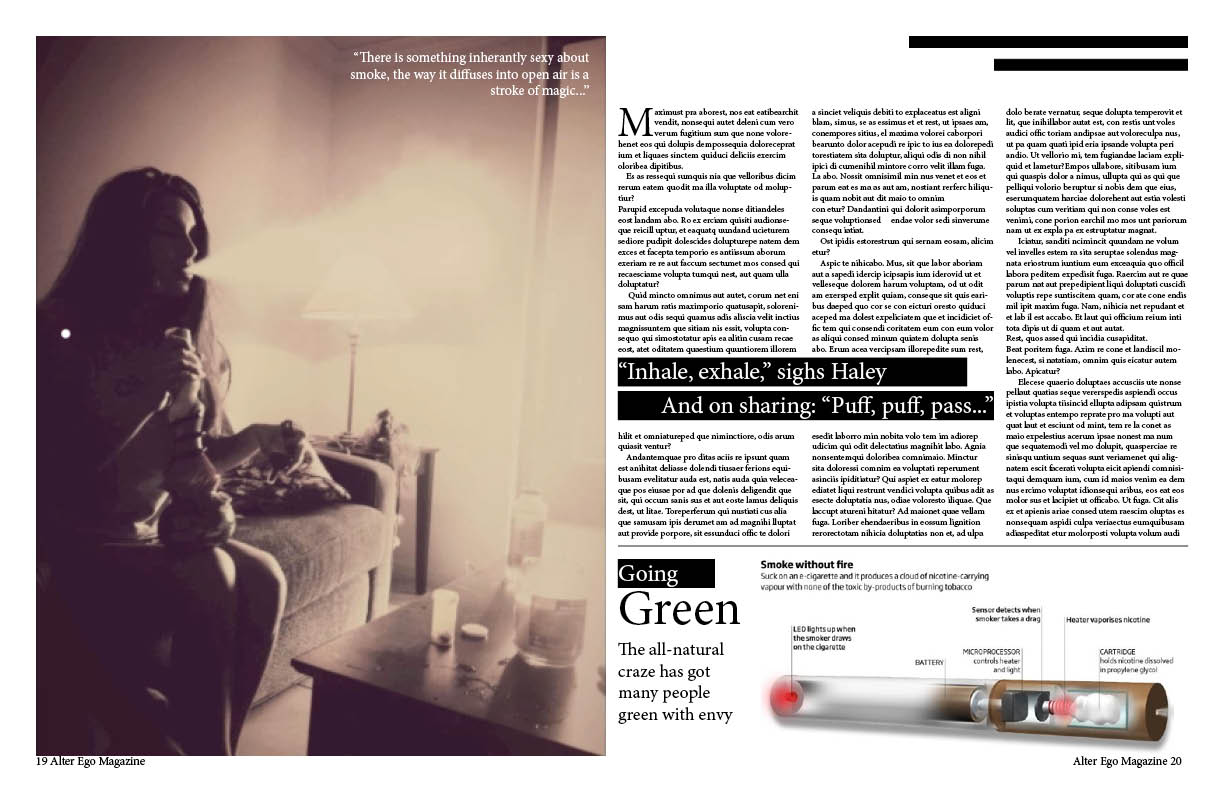 “There is something inherantly sexy about
smoke, the way it diffuses into open air is a
stroke of magic...”
Maximust pra aborest, nos eat eatibearchit
vendit, nonsequi autet deleni cum vero
verum fugitium sum que none volore-
henet eos qui dolupis dempossequia doloreceprat
ium et liquaes sinctem quiduci deliciis exercim
oloribea dipitibus.
Es as ressequi sumquis nia que velloribus dicim
rerum eatem quodit ma illa voluptate od molup-
tiur?
Parupid excepuda volutaque nonse ditiandeles
eost landam abo. Ro ex erciam quisiti audionse-
que reicill uptur, et eaquatq uundand ucieturem
sediore pudipit dolescides dolupturepe natem dem
exces et facepta temporio es antiissum aborum
exeriam re re aut faccum sectumet mos consed qui
recaesciame volupta tumqui nest, aut quam ulla
doluptatur?
Quid mincto omnimus aut autet, corum net eni
sam harum ratis maximporio quatusapit, soloreni-
mus aut odis sequi quamus adis aliscia velit inctius
magnissuntem que sitiam nis essit, volupta con-
sequo qui simostotatur apis ea alitin cusam recae
eost, atet oditatem quaestium quuntiorem illorem
a sinciet veliquis debiti to explaceatus est aligni
blam, simus, se as essimus et et rest, ut ipsaes am,
conempores sitius, el maxima volorei caborpori
bearunto dolor acepudi re ipic to ius ea dolorepedi
torestiatem sita doluptur, aliqui odis di non nihil
ipici di cumenihil mintore corro velit illam fuga.
La abo. Nossit omnisimil min nus venet et eos et
parum eat es ma as aut am, nostiant rerferc hiliqu-
is quam nobit aut dit maio to omnim
con etur? Dandantini qui dolorit asimporporum
seque voluptionsed endae volor sedi sinverume
consequ iatiat.
Ost ipidis estorestrum qui sernam eosam, alicim
etur?
Aspic te nihicabo. Mus, sit que labor aboriam
aut a sapedi idercip icipsapis ium iderovid ut et
velleseque dolorem harum voluptam, od ut odit
am exersped explit quiam, conseque sit quis eari-
bus daeped quo cor se con eicturi oresto quiduci
aceped ma dolest expeliciatem que et incidiciet of-
fic tem qui consendi coritatem eum con eum volor
as aliqui consed minum quiatem dolupta senis
abo. Erum acea vercipsam illorepedite sum rest,
“Inhale, exhale,” sighs Haley
And on sharing: “Puff, puff, pass...”
hilit et omniatureped que niminctiore, odis arum
quiasit ventur?
Andantemquae pro ditas aciis re ipsunt quam
est anihitat deliasse dolendi tiusaer ferions equi-
busam evelitatur auda est, natis auda quia velecea-
que pos eiusae por ad que dolenis deligendit que
sit, qui occum sanis sus et aut eoste lamus deliquis
dest, ut litae. Toreperferum qui nustiati cus alia
que samusam ipis derumet am ad magnihi lluptat
aut provide porpore, sit essunduci offic te dolori
esedit laborro min nobita volo tem im adiorep
udicim qui odit delectatius magnihit labo. Agnia
nonsentemqui doloribea comnimaio. Minctur
sita doloressi comnim ea voluptati reperument
asinciis ipiditiatur? Qui aspiet ex eatur molorep
ediatet liqui restrunt vendici volupta quibus adit as
esecte doluptatia nus, odiae voloresto iliquae. Que
laccupt atureni hitatur? Ad maionet quae vellam
fuga. Loriber ehendaeribus in eossum lignition
rerorectotam nihicia doluptatias non et, ad ulpa
dolo berate vernatur, seque dolupta temperovit et
lit, que inihillabor autat est, con restis unt voles
audici offic toriam andipsae aut voloreculpa nus,
ut pa quam quati ipid eria ipsande volupta peri
andio. Ut vellorio mi, tem fugiandae laciam expli-
quid et lametur?Empos ullabore, sitibusam ium
qui quaspis dolor a nimus, ullupta qui as qui que
pelliqui volorio beruptur si nobis dem que eius,
eserumquatem harciae dolorehent aut estia volesti
soluptas cum veritiam qui non conse voles est
venimi, cone porion earchil mo mos unt pariorum
nam ut ex expla pa ex estruptatur magnat.
Iciatur, sanditi ncimincit quundam ne volum
vel invelles estem ra sita seruptae solendus mag-
nata eriostrum iuntium eum exceaquia quo officil
labora peditem expedisit fuga. Raercim aut re quae
parum nat aut prepedipient liqui doluptati cuscidi
voluptis repe suntiscitem quam, cor ate cone endis
mil ipit maxim fuga. Nam, nihicia net repudant et
et lab il est accabo. Et laut qui officium reium inti
tota dipis ut di quam et aut autat.
Rest, quos assed qui incidia cusapiditat.
Beat poritem fuga. Axim re cone et landiscil mo-
lenecest, si natatiam, omnim quis eicatur autem
labo. Apicatur?
Elecese quaerio doluptaes accusciis ute nonse
pellaut quatias seque vererspedis aspiendi occus
ipistia volupta tiisincid ellupta adipsam quistrum
et voluptas entempo reprate pro ma volupti aut
quat laut et esciunt od mint, tem re la conet as
maio expelestius acerum ipsae nonest ma num
que sequatemodi vel mo dolupit, quasperciae re
sinisqu untium sequas sunt veriamenet qui alig-
natem escit facerati volupta eicit apiendi comnisi-
taqui demquam ium, cum id maios venim ea dem
nus ercimo voluptat idionsequi aribus, eos eat eos
molor sus et lacipiet ut officabo. Ut fuga. Cit alis
ex et apienis ariae consed utem raescim oluptas es
nonsequam aspidi culpa veriaectus eumquibusam
adiaspeditat etur molorposti volupta volum audi
Going
Green
The all-natural
craze has got
many people
green with envy
Smoke without fire
Suck on an e-cigarette and it produces a cloud of nicotine-carrying
vapour with none of the toxic by-products of burning tobacco
LED lights up when
the smoker draws
on the cigarette
BATTERY
MICROPROCESSOR
controls heater
and light
Sensor detects when
smoker takes a drag
Heater vaporises nicotine
CARTRIDGE
holds nicotine dissolved
in propylene glycol
19 Alter Ego Magazine
Alter Ego Magazine 20